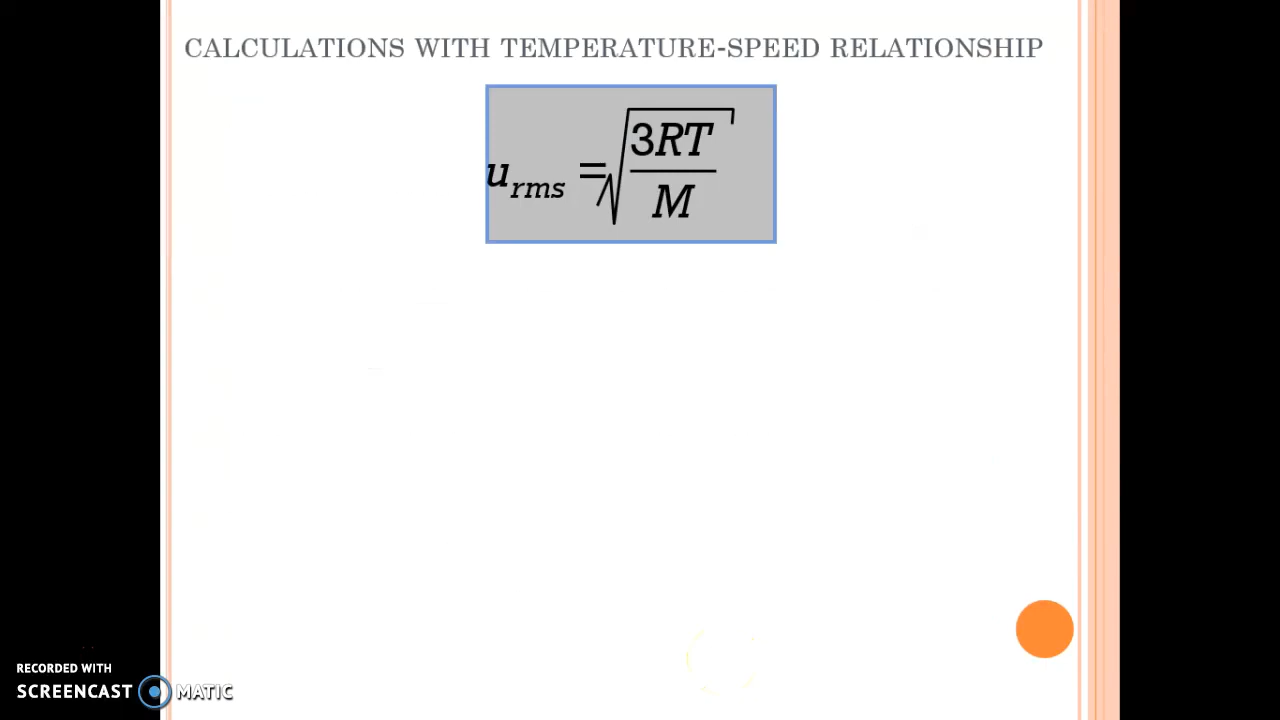 CALCULATIONS WITH TEMPERATURE-SPEED RELATIONSHIP
u_rms = √(3RT/M)
RECORDED WITH
SCREENCAST MATIC